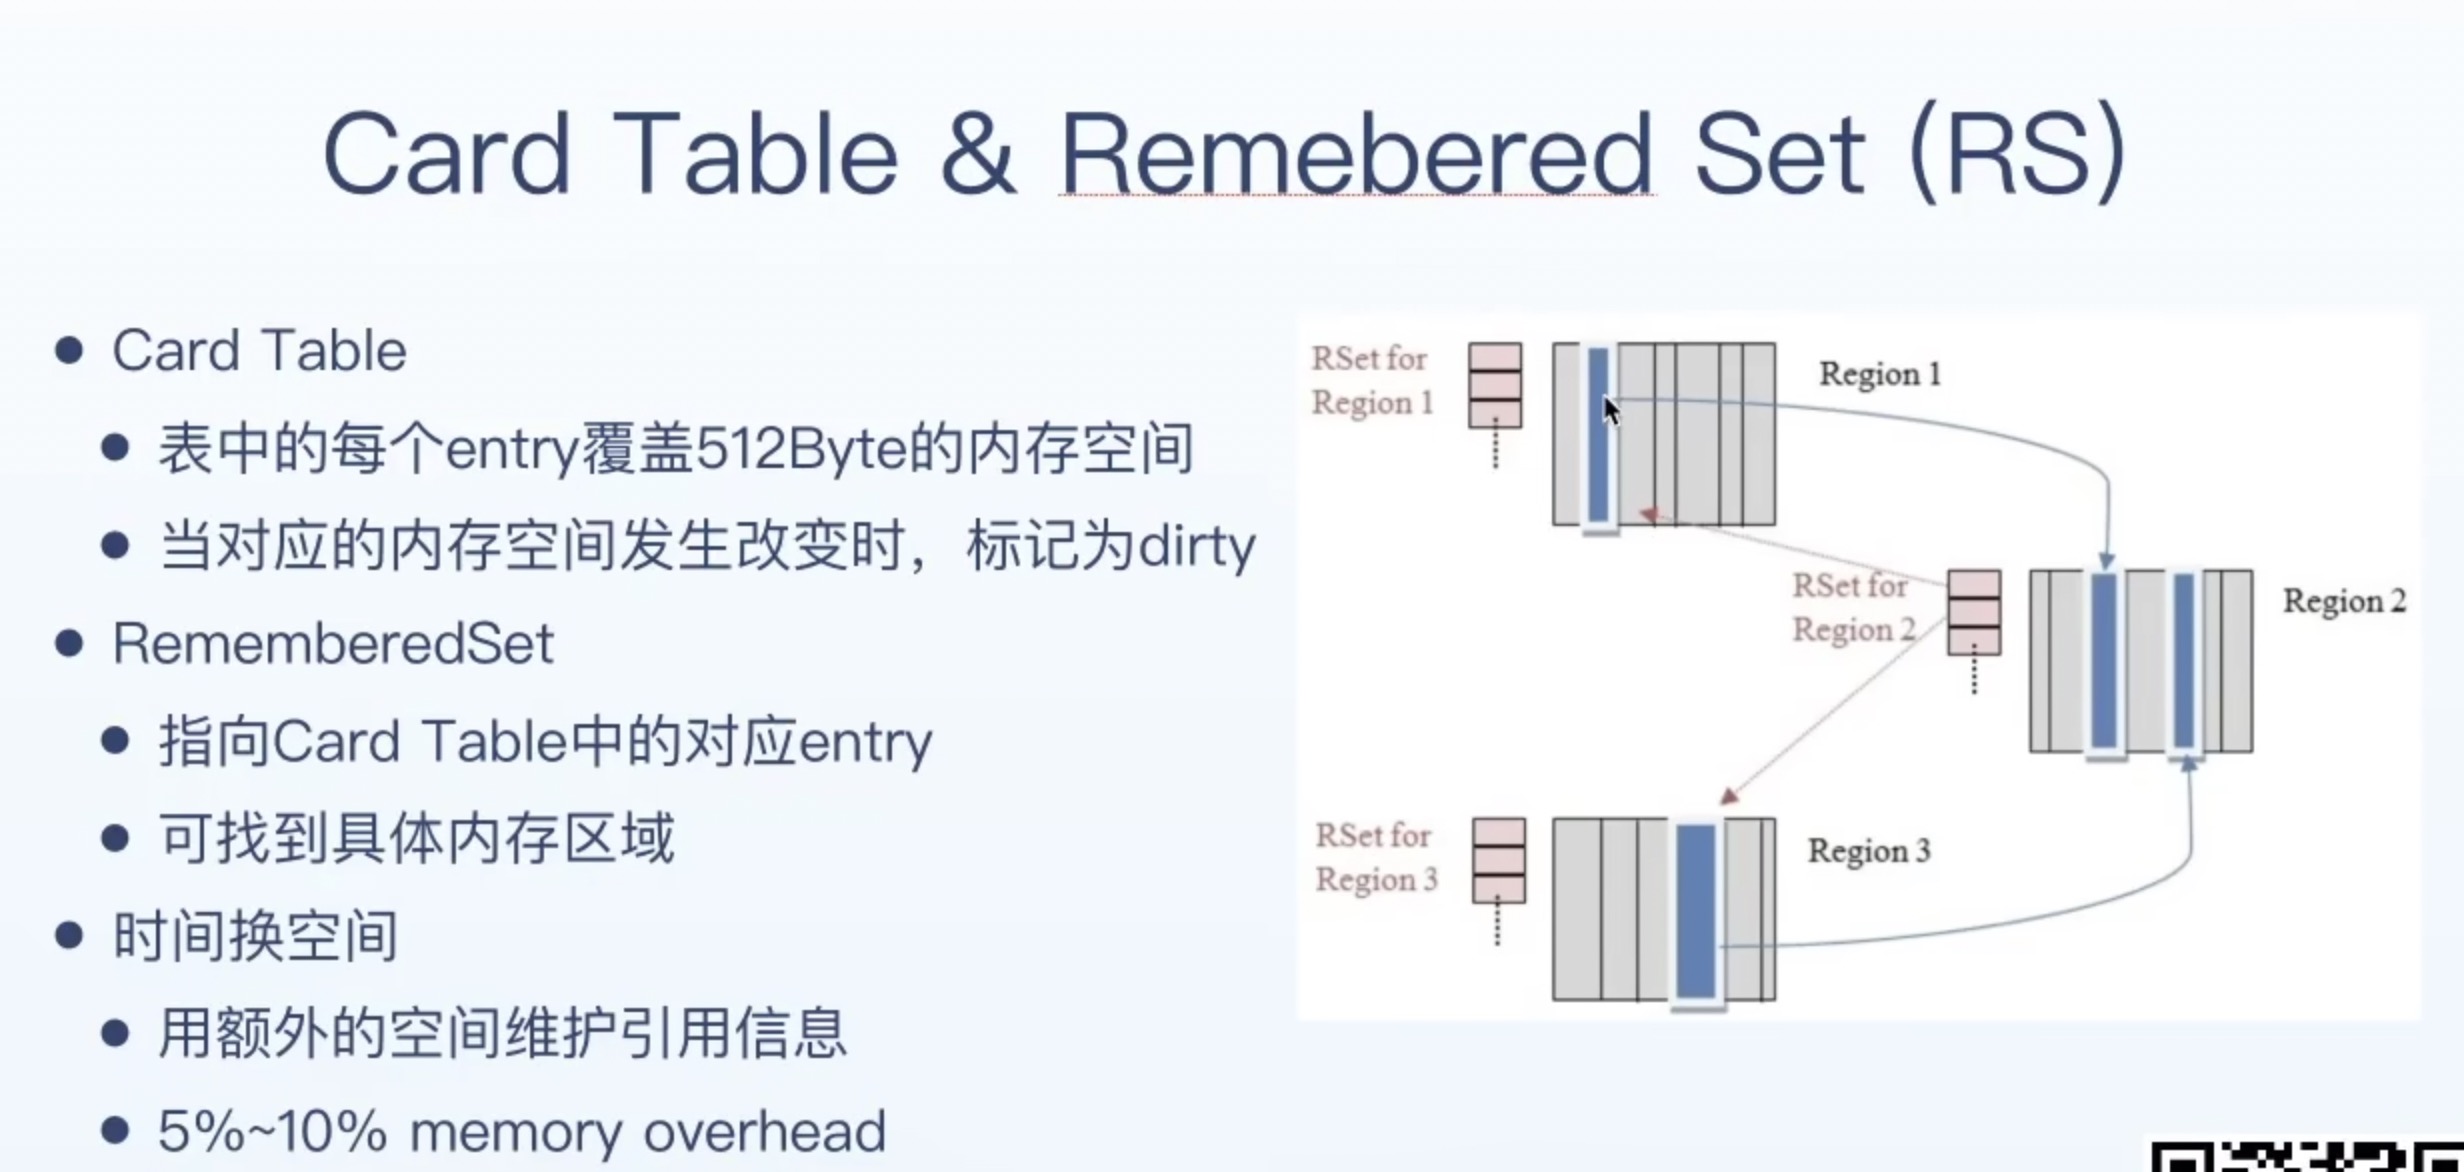 Card Table & Remebered Set (RS)
Card Table
表中的每个entry覆盖512Byte的内存空间
当对应的内存空间发生改变时，标记为dirty
RememberedSet
指向Card Table中的对应entry
可找到具体内存区域
时间换空间
用额外的空间维护引用信息
5%~10% memory overhead
RSet for
Region 1
Region 1
RSet for
Region 2
Region 2
RSet for
Region 3
Region 3